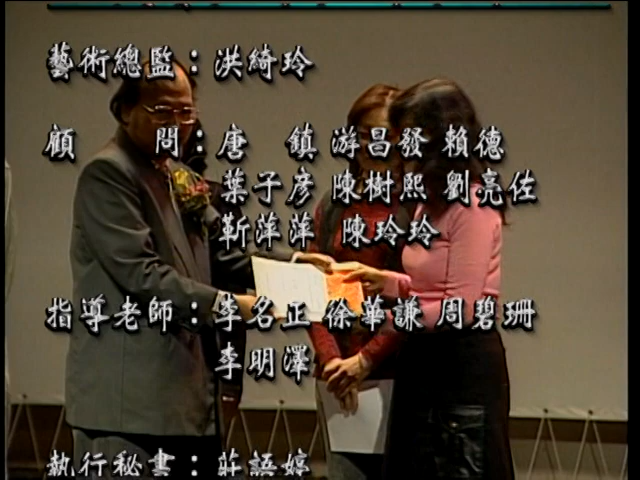 藝術總監：洪綺玲
顧　　問：唐　鎮 游昌發 賴德
葉子彥 陳樹熙 劉亮佐
靳萍萍 陳玲玲
指導老師：李名正 徐華謙 周碧珊
李明澤
執行秘書：莊語婷